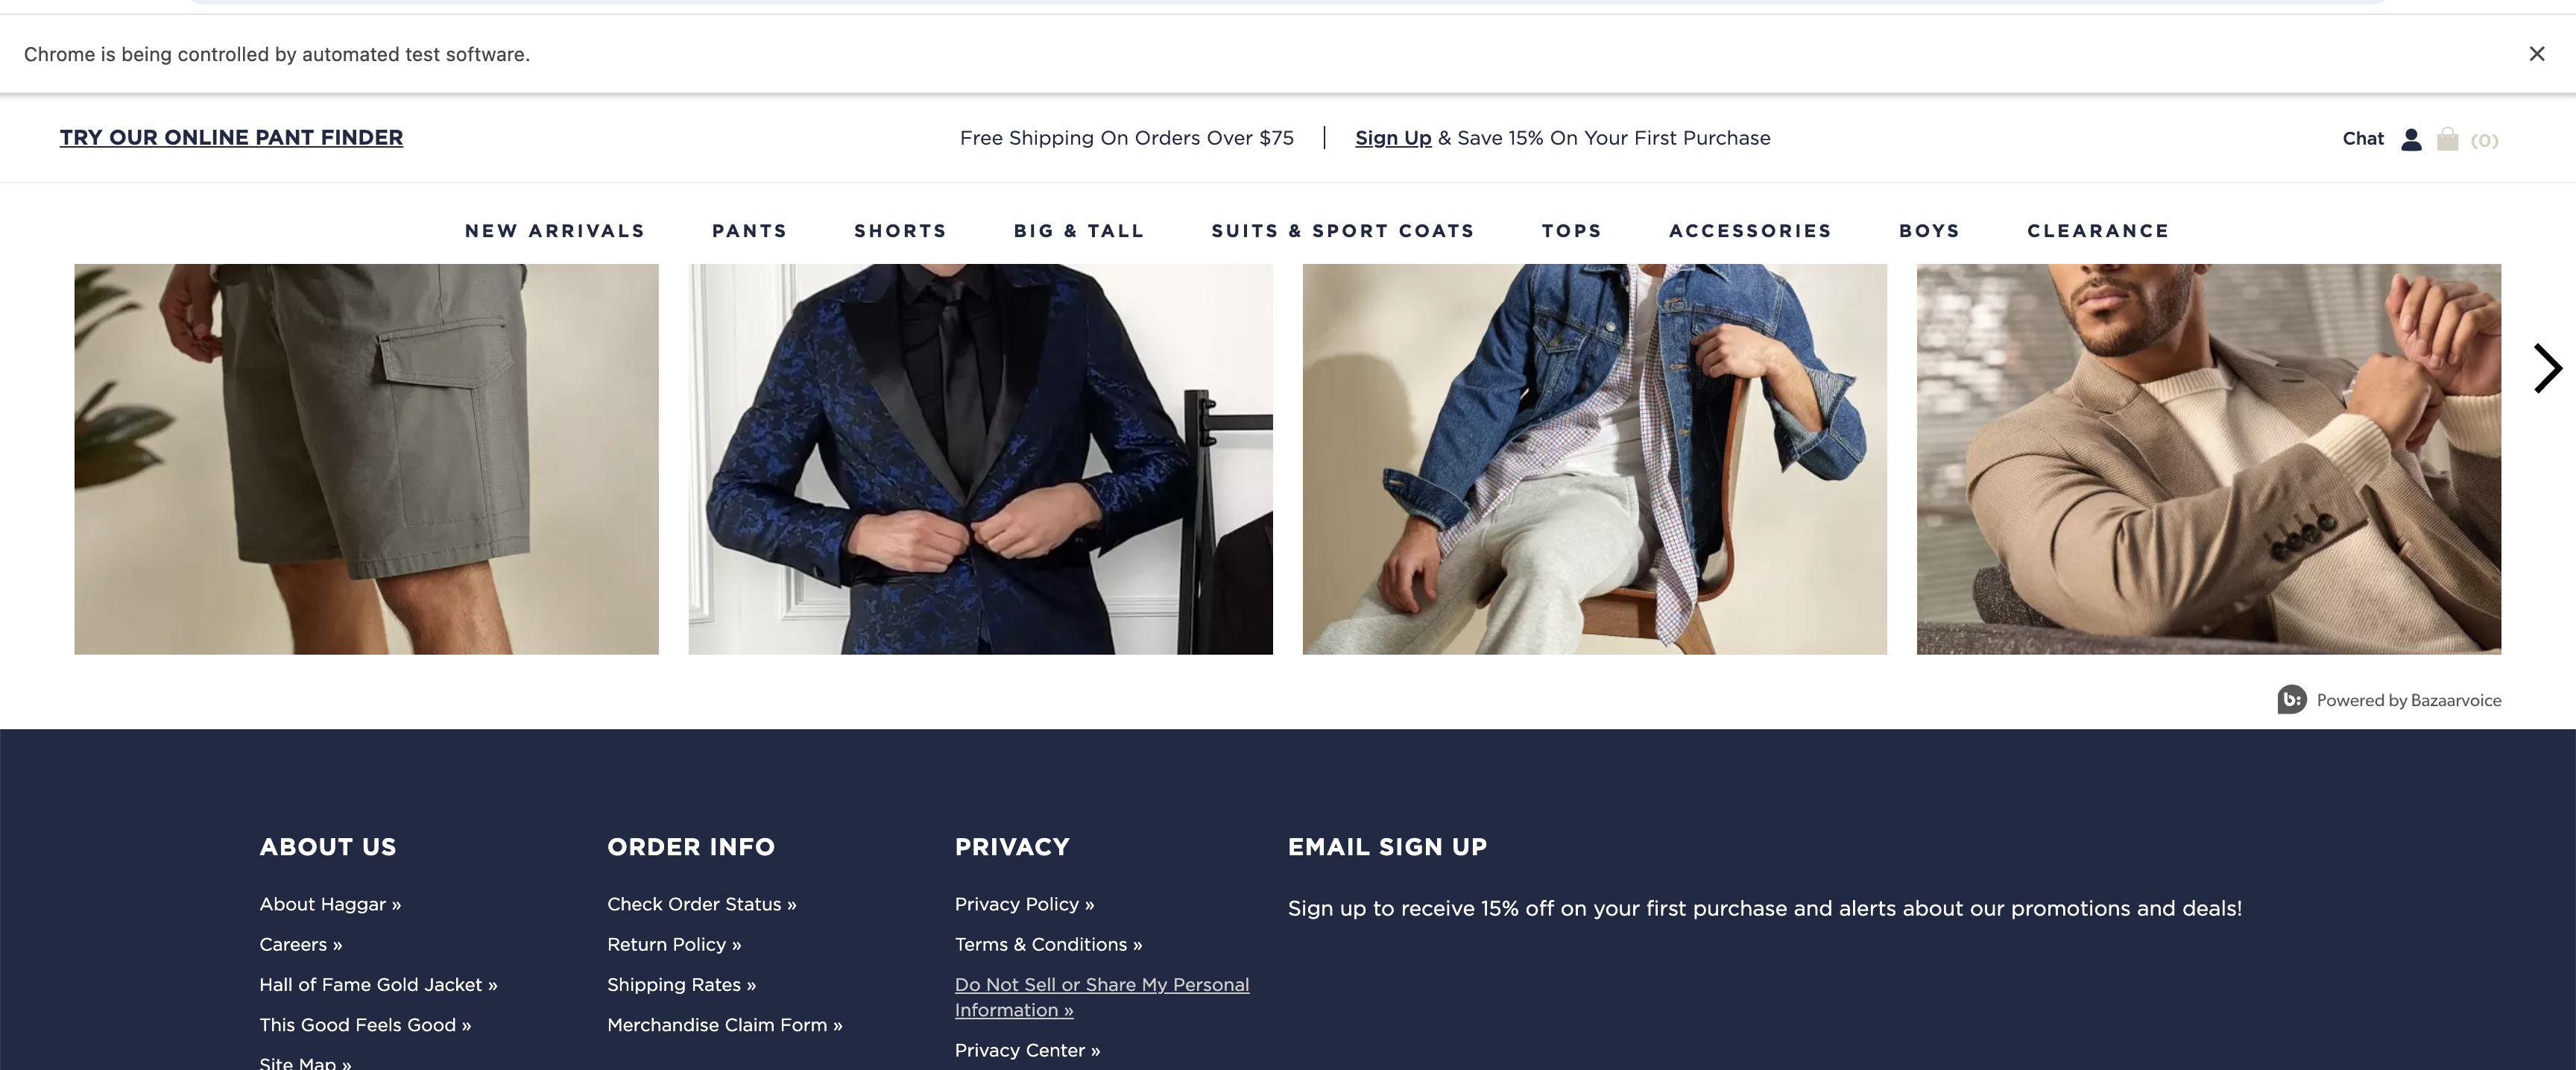 Chrome is being controlled by automated test software.
TRY OUR ONLINE PANT FINDER
Free Shipping On Orders Over $75 | Sign Up & Save 15% On Your First Purchase
Chat (0)
NEW ARRIVALS PANTS SHORTS BIG & TALL SUITS & SPORT COATS TOPS ACCESSORIES BOYS CLEARANCE
b: Powered by Bazaarvoice
ABOUT US
About Haggar »
Careers »
Hall of Fame Gold Jacket »
This Good Feels Good »
Site Map »
ORDER INFO
Check Order Status »
Return Policy »
Shipping Rates »
Merchandise Claim Form »
PRIVACY
Privacy Policy »
Terms & Conditions »
Do Not Sell or Share My Personal
Information »
Privacy Center »
EMAIL SIGN UP
Sign up to receive 15% off on your first purchase and alerts about our promotions and deals!